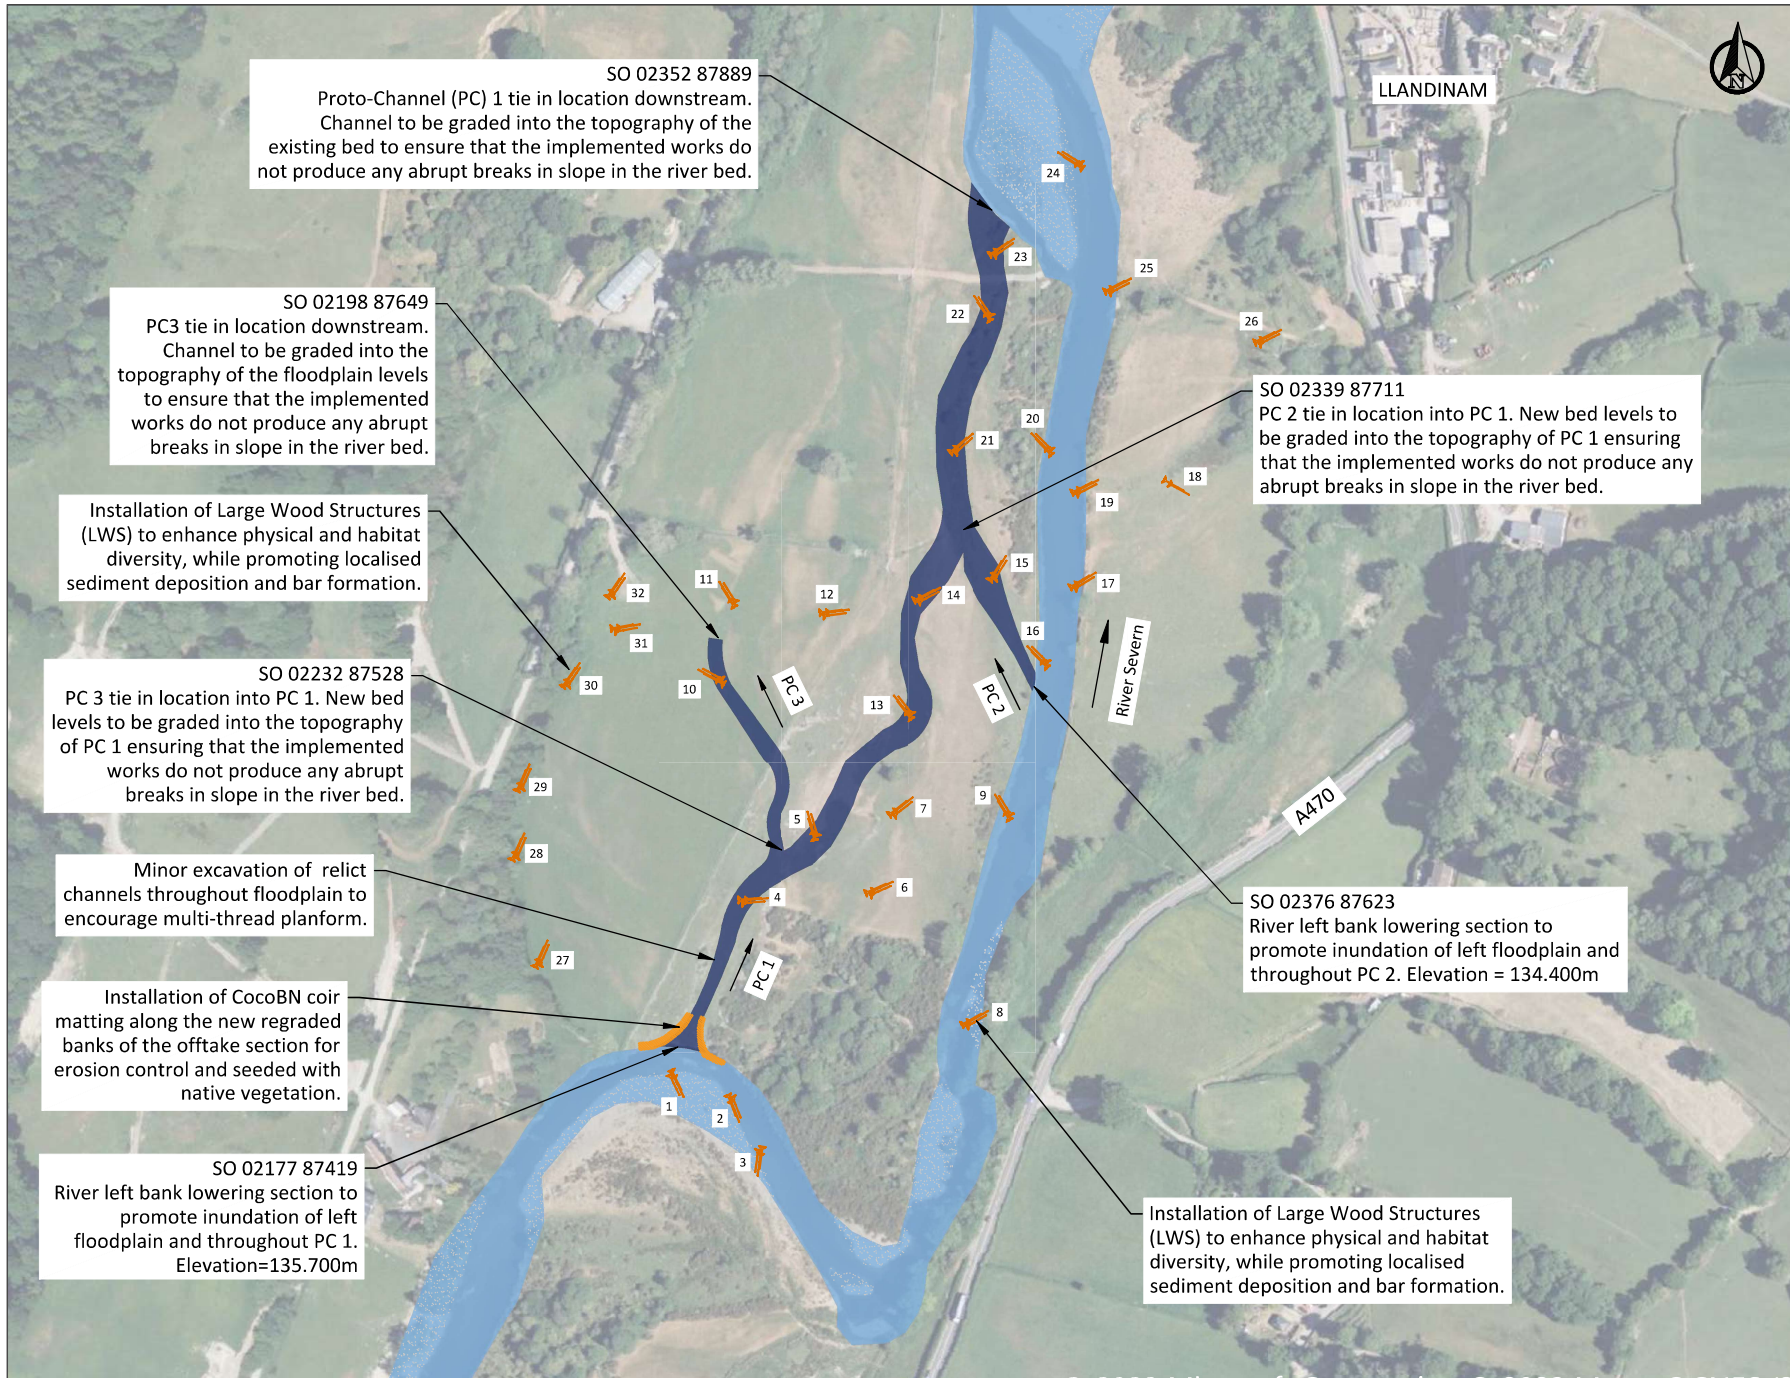 SO 02352 87889
Proto-Channel (PC) 1 tie in location downstream.
Channel to be graded into the topography of the
existing bed to ensure that the implemented works do
not produce any abrupt breaks in slope in the river bed.
LLANDINAM
N
24
23
25
22
26
SO 02198 87649
PC3 tie in location downstream.
Channel to be graded into the
topography of the floodplain levels
to ensure that the implemented
works do not produce any abrupt
breaks in slope in the river bed.
SO 02339 87711
PC 2 tie in location into PC 1. New bed levels to
be graded into the topography of PC 1 ensuring
that the implemented works do not produce any
abrupt breaks in slope in the river bed.
20
21
18
19
Installation of Large Wood Structures
(LWS) to enhance physical and habitat
diversity, while promoting localised
sediment deposition and bar formation.
15
11
32
12
14
17
16
31
30
10
13
PC 3
PC 2
River Severn
SO 02232 87528
PC 3 tie in location into PC 1. New bed
levels to be graded into the topography
of PC 1 ensuring that the implemented
works do not produce any abrupt
breaks in slope in the river bed.
29
5
7
9
A470
28
6
4
Minor excavation of relict
channels throughout floodplain to
encourage multi-thread planform.
SO 02376 87623
River left bank lowering section to
promote inundation of left floodplain and
throughout PC 2. Elevation = 134.400m
27
PC 1
8
Installation of CocoBN coir
matting along the new regraded
banks of the offtake section for
erosion control and seeded with
native vegetation.
1
2
3
SO 02177 87419
River left bank lowering section to
promote inundation of left
floodplain and throughout PC 1.
Elevation=135.700m
Installation of Large Wood Structures
(LWS) to enhance physical and habitat
diversity, while promoting localised
sediment deposition and bar formation.